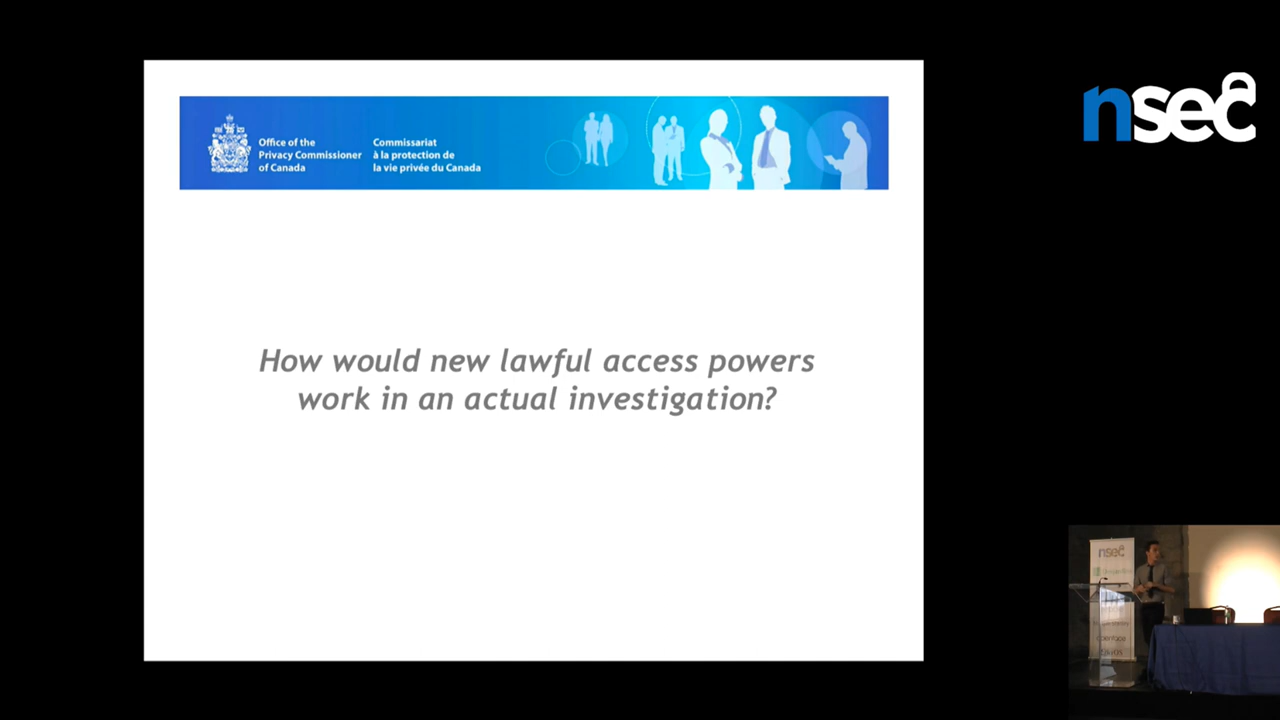 Office of the
Privacy Commissioner
of Canada
Commissariat
à la protection de
la vie privée du Canada
nsec
How would new lawful access powers
work in an actual investigation?
nsec